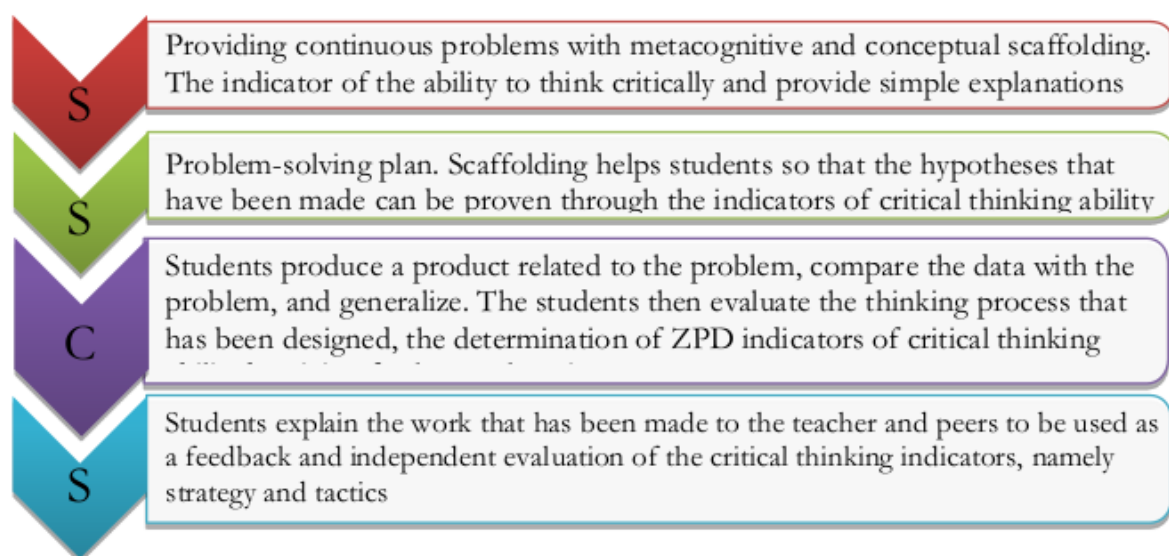 S
Providing continuous problems with metacognitive and conceptual scaffolding.
The indicator of the ability to think critically and provide simple explanations
S
Problem-solving plan. Scaffolding helps students so that the hypotheses that
have been made can be proven through the indicators of critical thinking ability
C
Students produce a product related to the problem, compare the data with the
problem, and generalize. The students then evaluate the thinking process that
has been designed, the determination of ZPD indicators of critical thinking
S
Students explain the work that has been made to the teacher and peers to be used as
a feedback and independent evaluation of the critical thinking indicators, namely
strategy and tactics